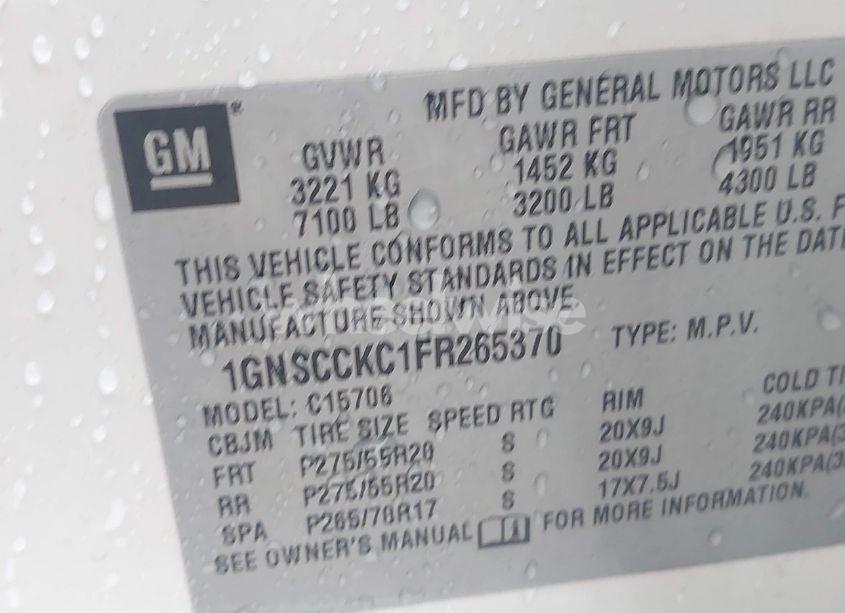 GM
MFD BY GENERAL MOTORS LLC
GVWR GAWR FRT GAWR RR
3221 KG 1452 KG 1951 KG
7100 LB 3200 LB 4300 LB
THIS VEHICLE CONFORMS TO ALL APPLICABLE U.S. F
VEHICLE SAFETY STANDARDS IN EFFECT ON THE DATE
MANUFACTURE SHOWN ABOVE.
1GNSCCKC1FR265370 TYPE: M.P.V.
MODEL: C15706
CBJM TIRE SIZE SPEED RTG RIM COLD TI
FRT P275/55R20 S 20X9J 240KPA(
RR P275/55R20 S 20X9J 240KPA(3
SPA P265/70R17 S 17X7.5J 240KPA(3
SEE OWNER'S MANUAL FOR MORE INFORMATION.